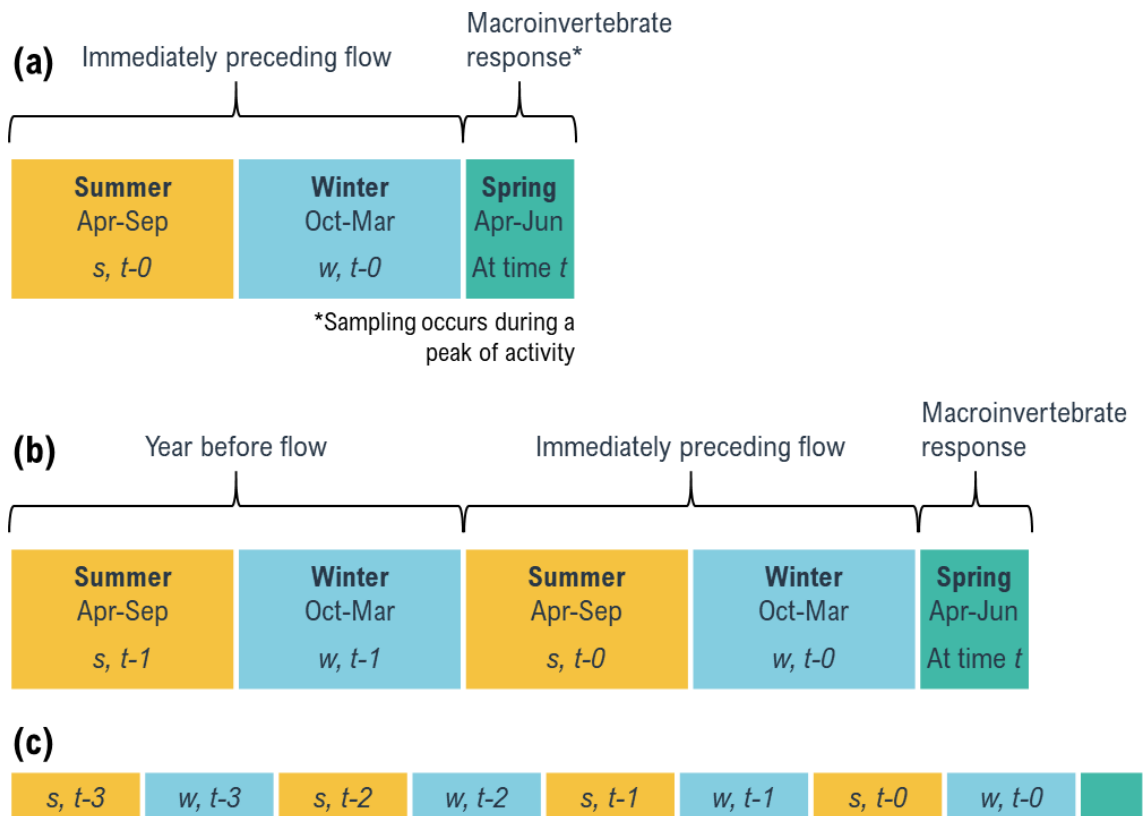 (a)
Immediately preceding flow
Macroinvertebrate
response*
Summer
Apr-Sep
s, t-0
Winter
Oct-Mar
w, t-0
Spring
Apr-Jun
At time t
*Sampling occurs during a
peak of activity
(b)
Year before flow
Immediately preceding flow
Macroinvertebrate
response
Summer
Apr-Sep
s, t-1
Winter
Oct-Mar
w, t-1
Summer
Apr-Sep
s, t-0
Winter
Oct-Mar
w, t-0
Spring
Apr-Jun
At time t
(c)
s, t-3
w, t-3
s, t-2
w, t-2
s, t-1
w, t-1
s, t-0
w, t-0